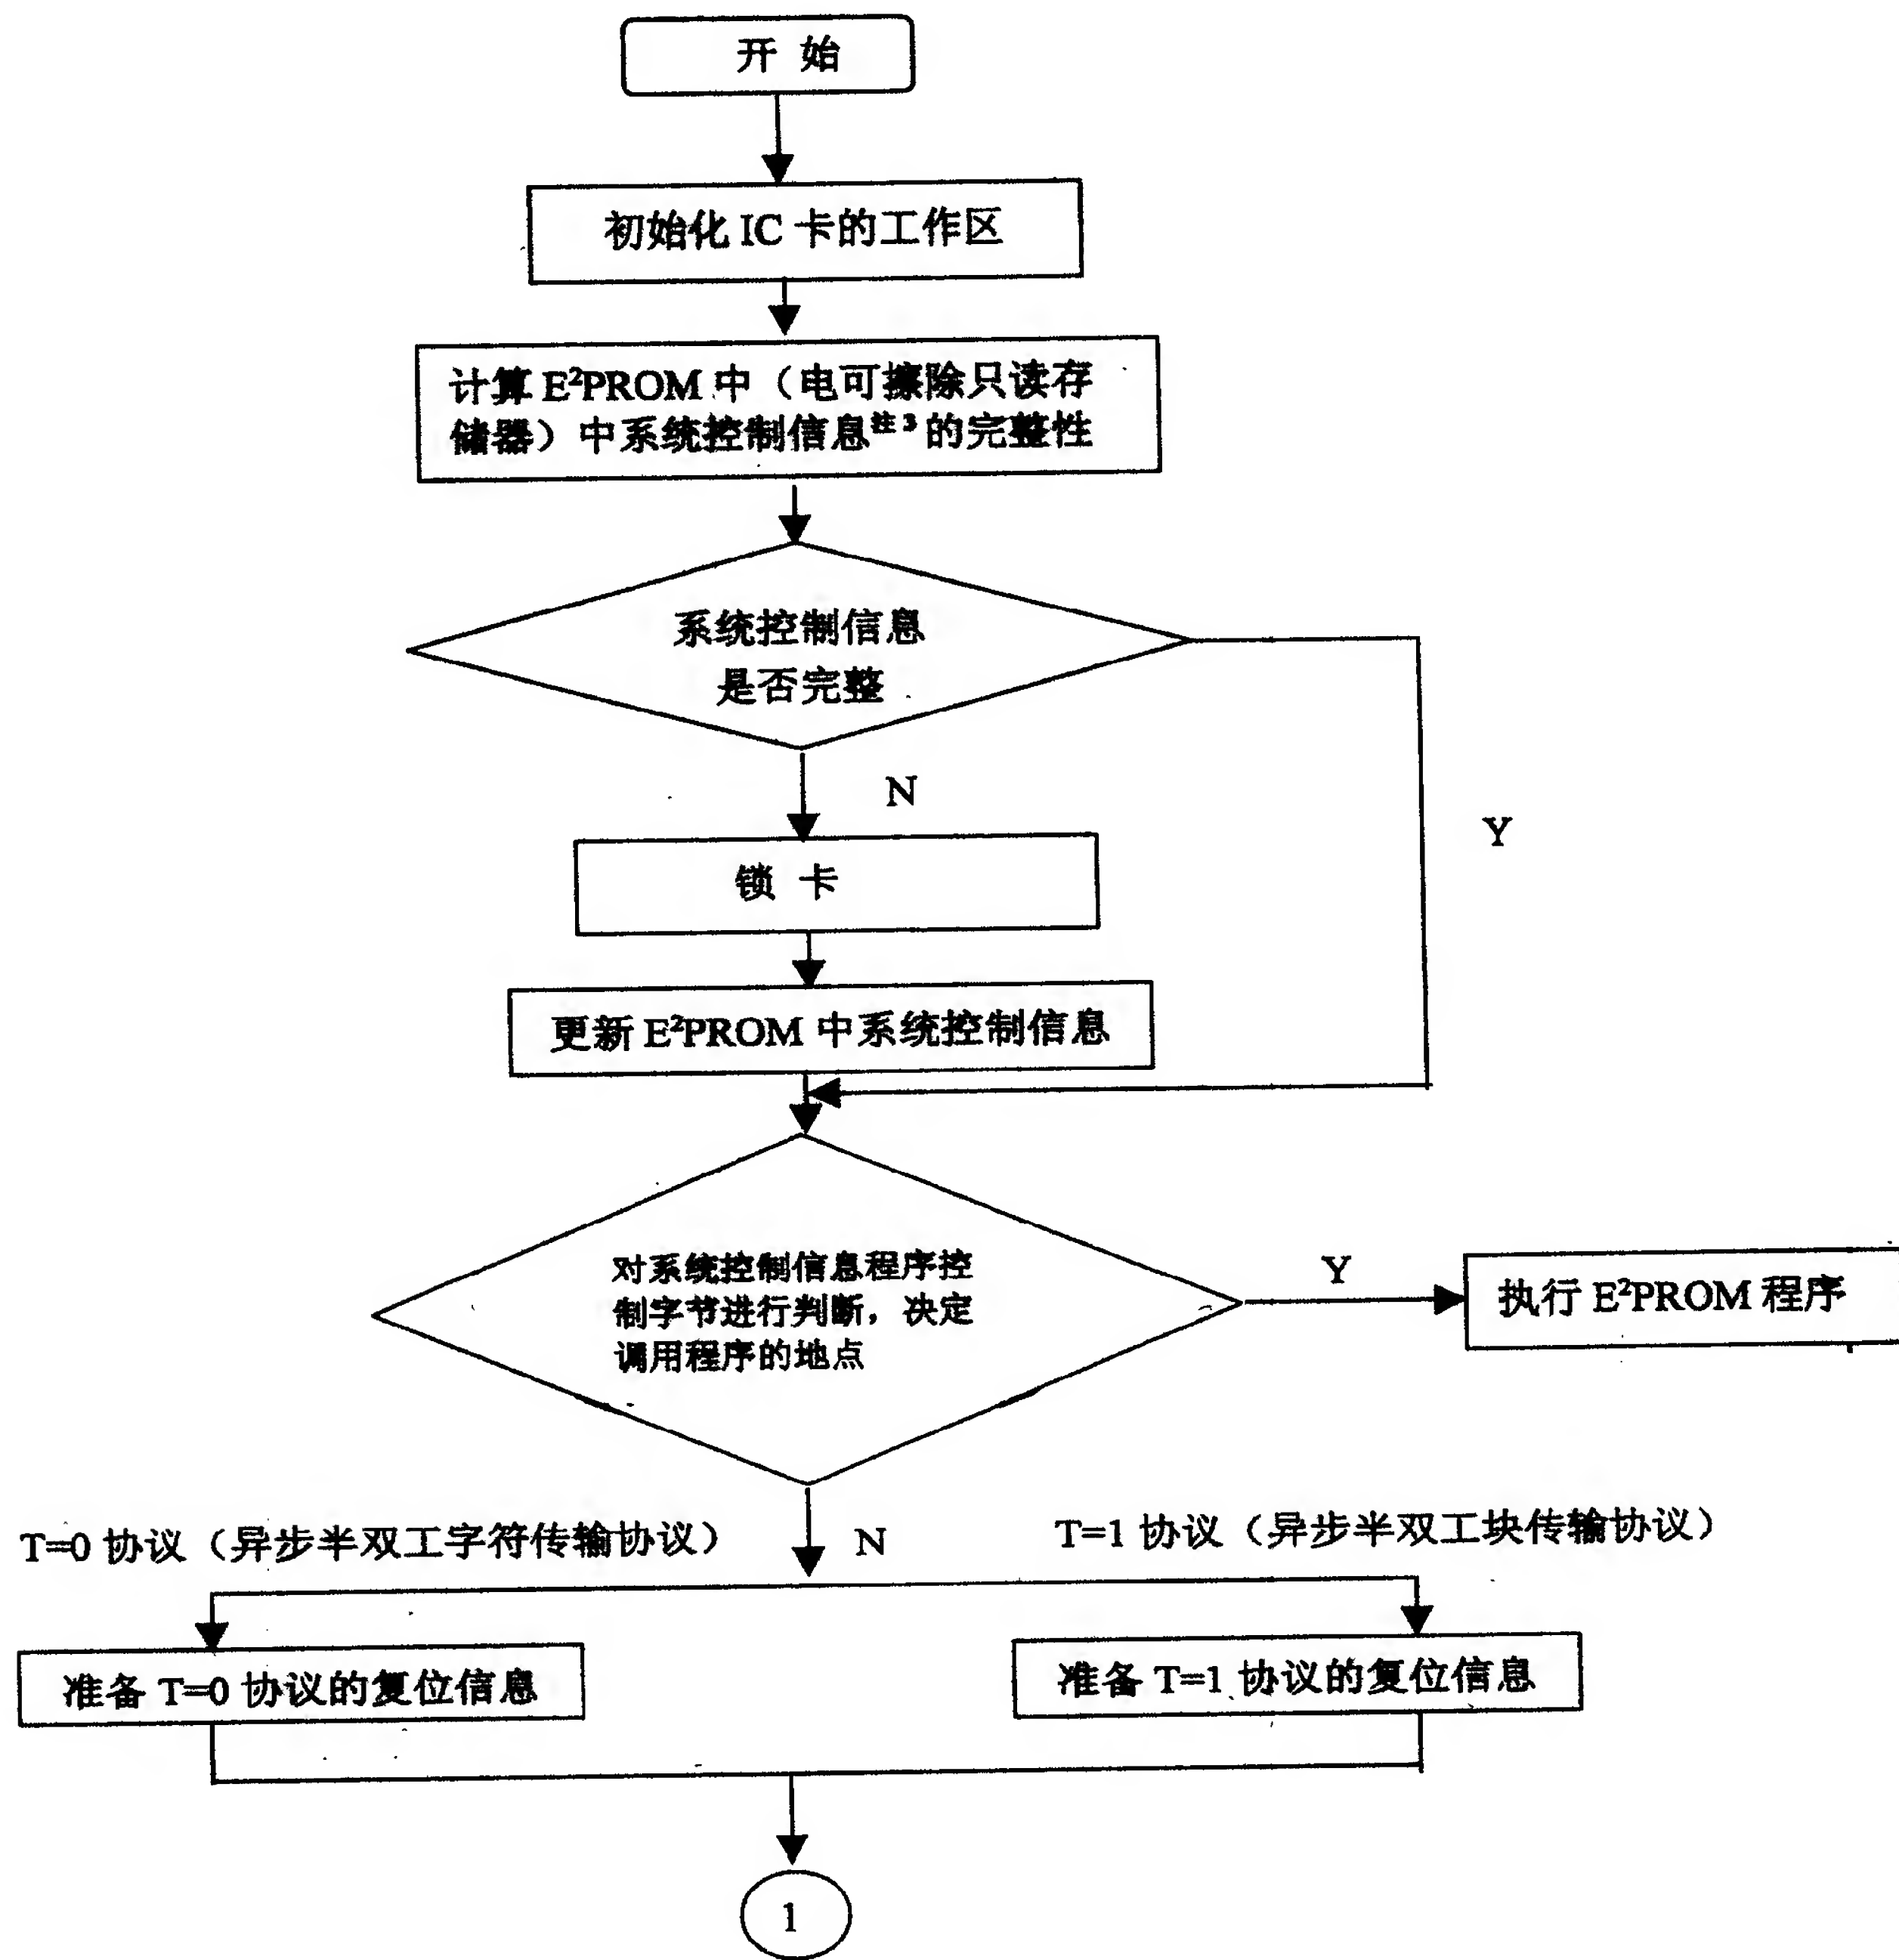 开 始
初始化 IC 卡的工作区
计算 E²PROM 中（电可擦除只读存
储器）中系统控制信息注3的完整性
系统控制信息
是否完整
N
Y
锁 卡
更新 E²PROM 中系统控制信息
对系统控制信息程序控
制字节进行判断，决定
调用程序的地点
Y
执行 E²PROM 程序
T=0 协议（异步半双工字符传输协议）
N
T=1 协议（异步半双工块传输协议）
准备 T=0 协议的复位信息
准备 T=1 协议的复位信息
1